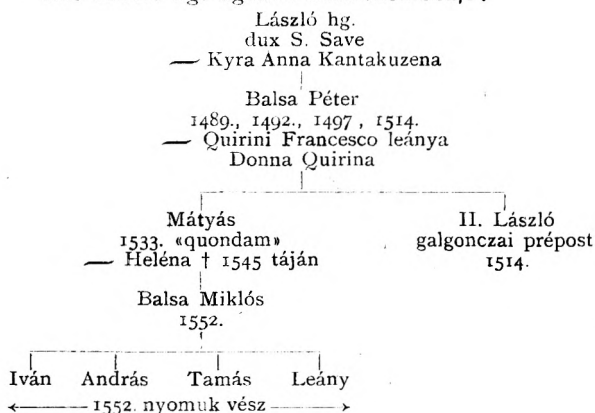 László hg.
dux S. Save
— Kyra Anna Kantakuzena
Balsa Péter
1489., 1492., 1497, 1514.
— Quirini Francesco leánya
Donna Quirina
Mátyás
1533. «quondam»
— Heléna † 1545 táján
II. László
galgonczai prépost
1514.
Balsa Miklós
1552.
Iván András Tamás Leány
1552. nyomuk vész